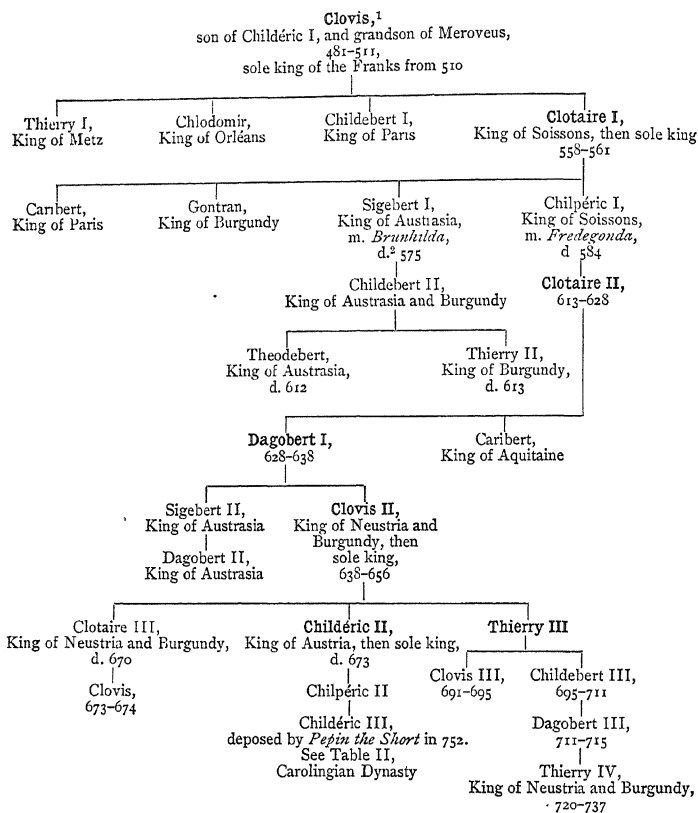 Clovis,¹
son of Childéric I, and grandson of Meroveus,
481–511,
sole king of the Franks from 510
Thierry I,
King of Metz
Chlodomir,
King of Orléans
Childebert I,
King of Paris
Clotaire I,
King of Soissons, then sole king
558–561
Caribert,
King of Paris
Gontran,
King of Burgundy
Sigebert I,
King of Austrasia,
m. Brunhilda,
d.² 575
Chilpéric I,
King of Soissons,
m. Fredegonda,
d 584
Childebert II,
King of Austrasia and Burgundy
Clotaire II,
613–628
Theodebert,
King of Austrasia,
d. 612
Thierry II,
King of Burgundy,
d. 613
Dagobert I,
628–638
Caribert,
King of Aquitaine
Sigebert II,
King of Austrasia
Dagobert II,
King of Austrasia
Clovis II,
King of Neustria and
Burgundy, then
sole king,
638–656
Clotaire III,
King of Neustria and Burgundy,
d. 670
Clovis,
673–674
Childéric II,
King of Austria, then sole king,
d. 673
Chilpéric II
Childéric III,
deposed by Pepin the Short in 752.
See Table II,
Carolingian Dynasty
Thierry III
Clovis III,
691–695
Childebert III,
695–711
Dagobert III,
711–715
Thierry IV,
King of Neustria and Burgundy,
720–737